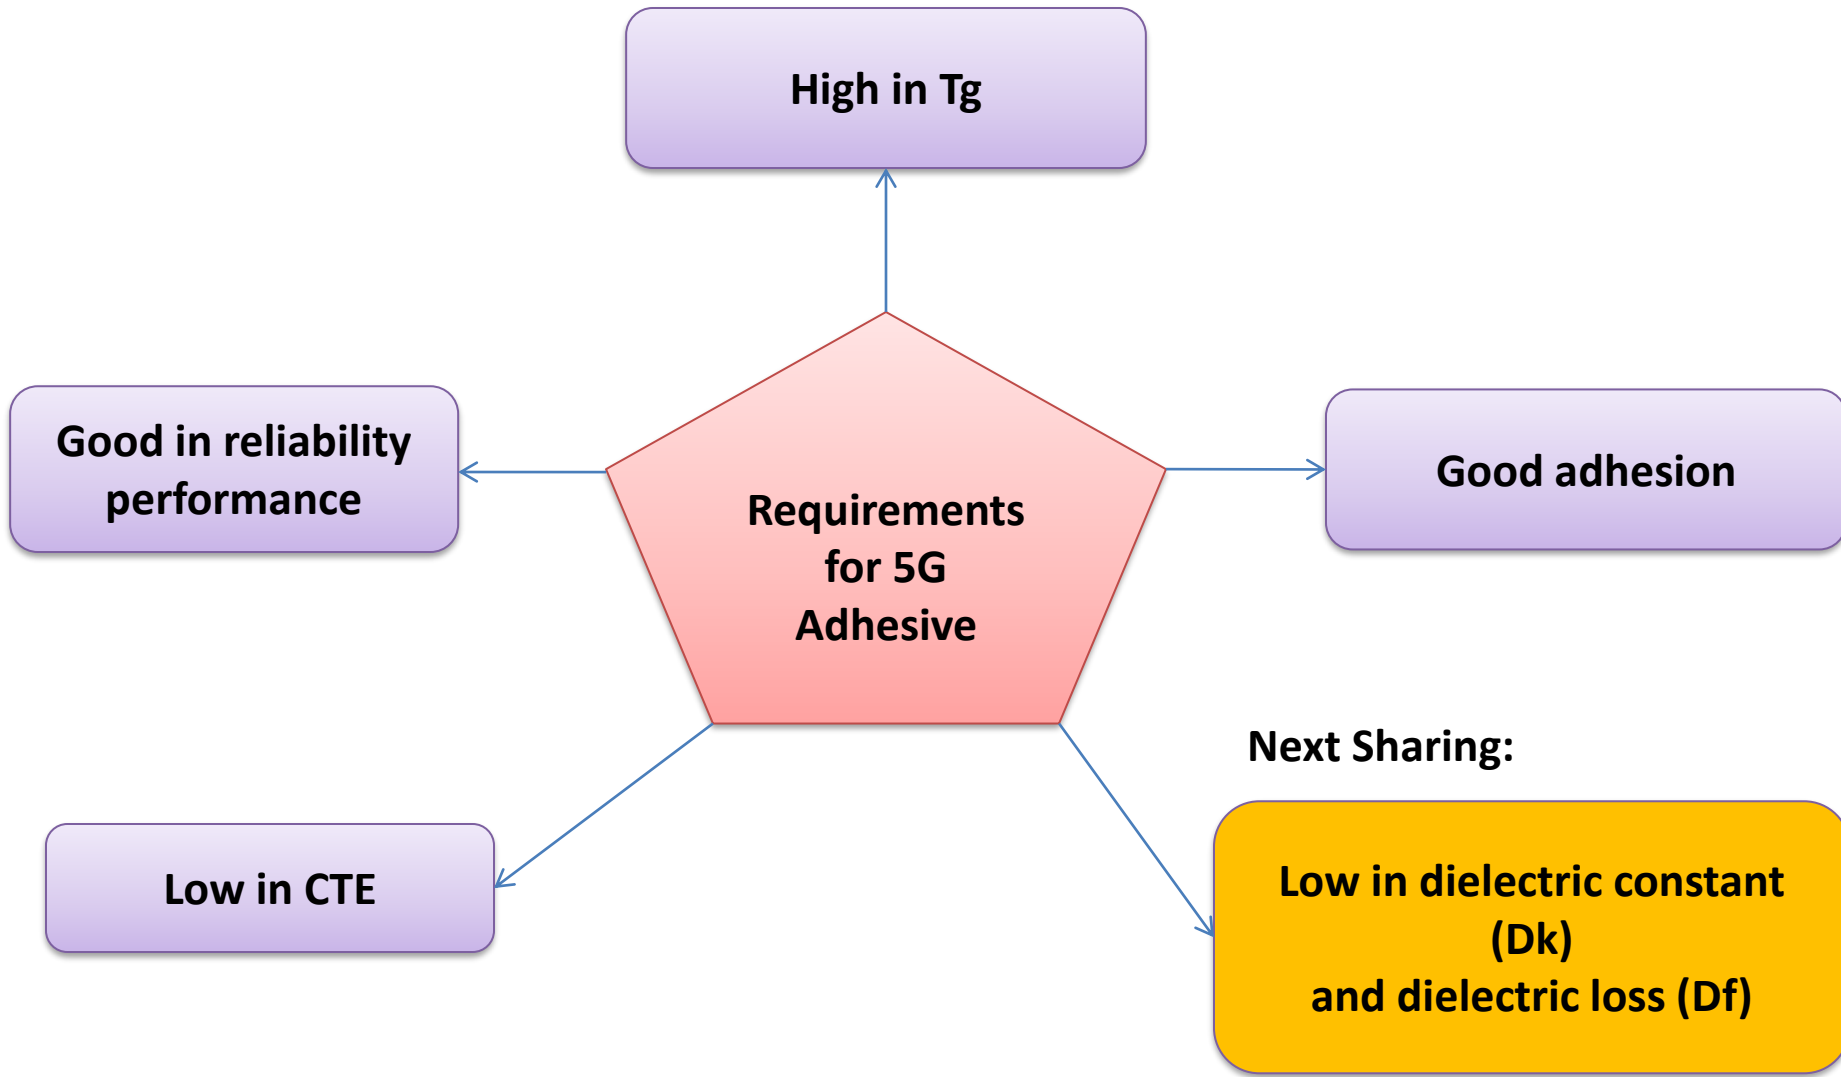 High in Tg
Good in reliability
performance
Good adhesion
Requirements
for 5G
Adhesive
Next Sharing:
Low in CTE
Low in dielectric constant
(Dk)
and dielectric loss (Df)